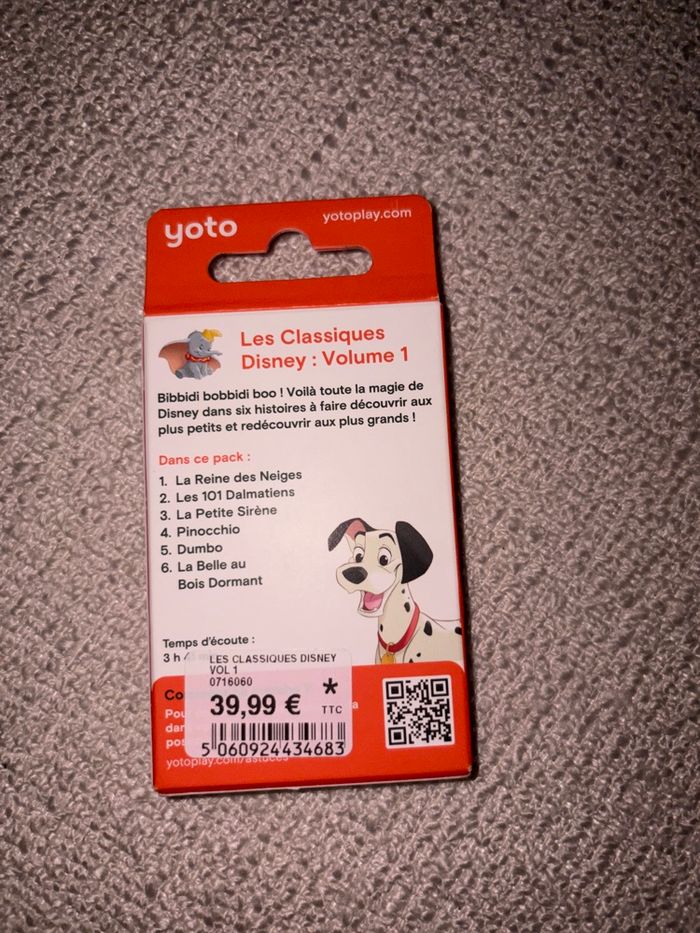 yoto
yotoplay.com
Les Classiques
Disney : Volume 1
Bibbidi bobbidi boo ! Voilà toute la magie de
Disney dans six histoires à faire découvrir aux
plus petits et redécouvrir aux plus grands !
Dans ce pack :
1. La Reine des Neiges
2. Les 101 Dalmatiens
3. La Petite Sirène
4. Pinocchio
5. Dumbo
6. La Belle au
Bois Dormant
Temps d'écoute :
3 h
LES CLASSIQUES DISNEY
VOL 1
0716060
39,99 € *
TTC
5 060924 434683
yotoplay.com/astuces